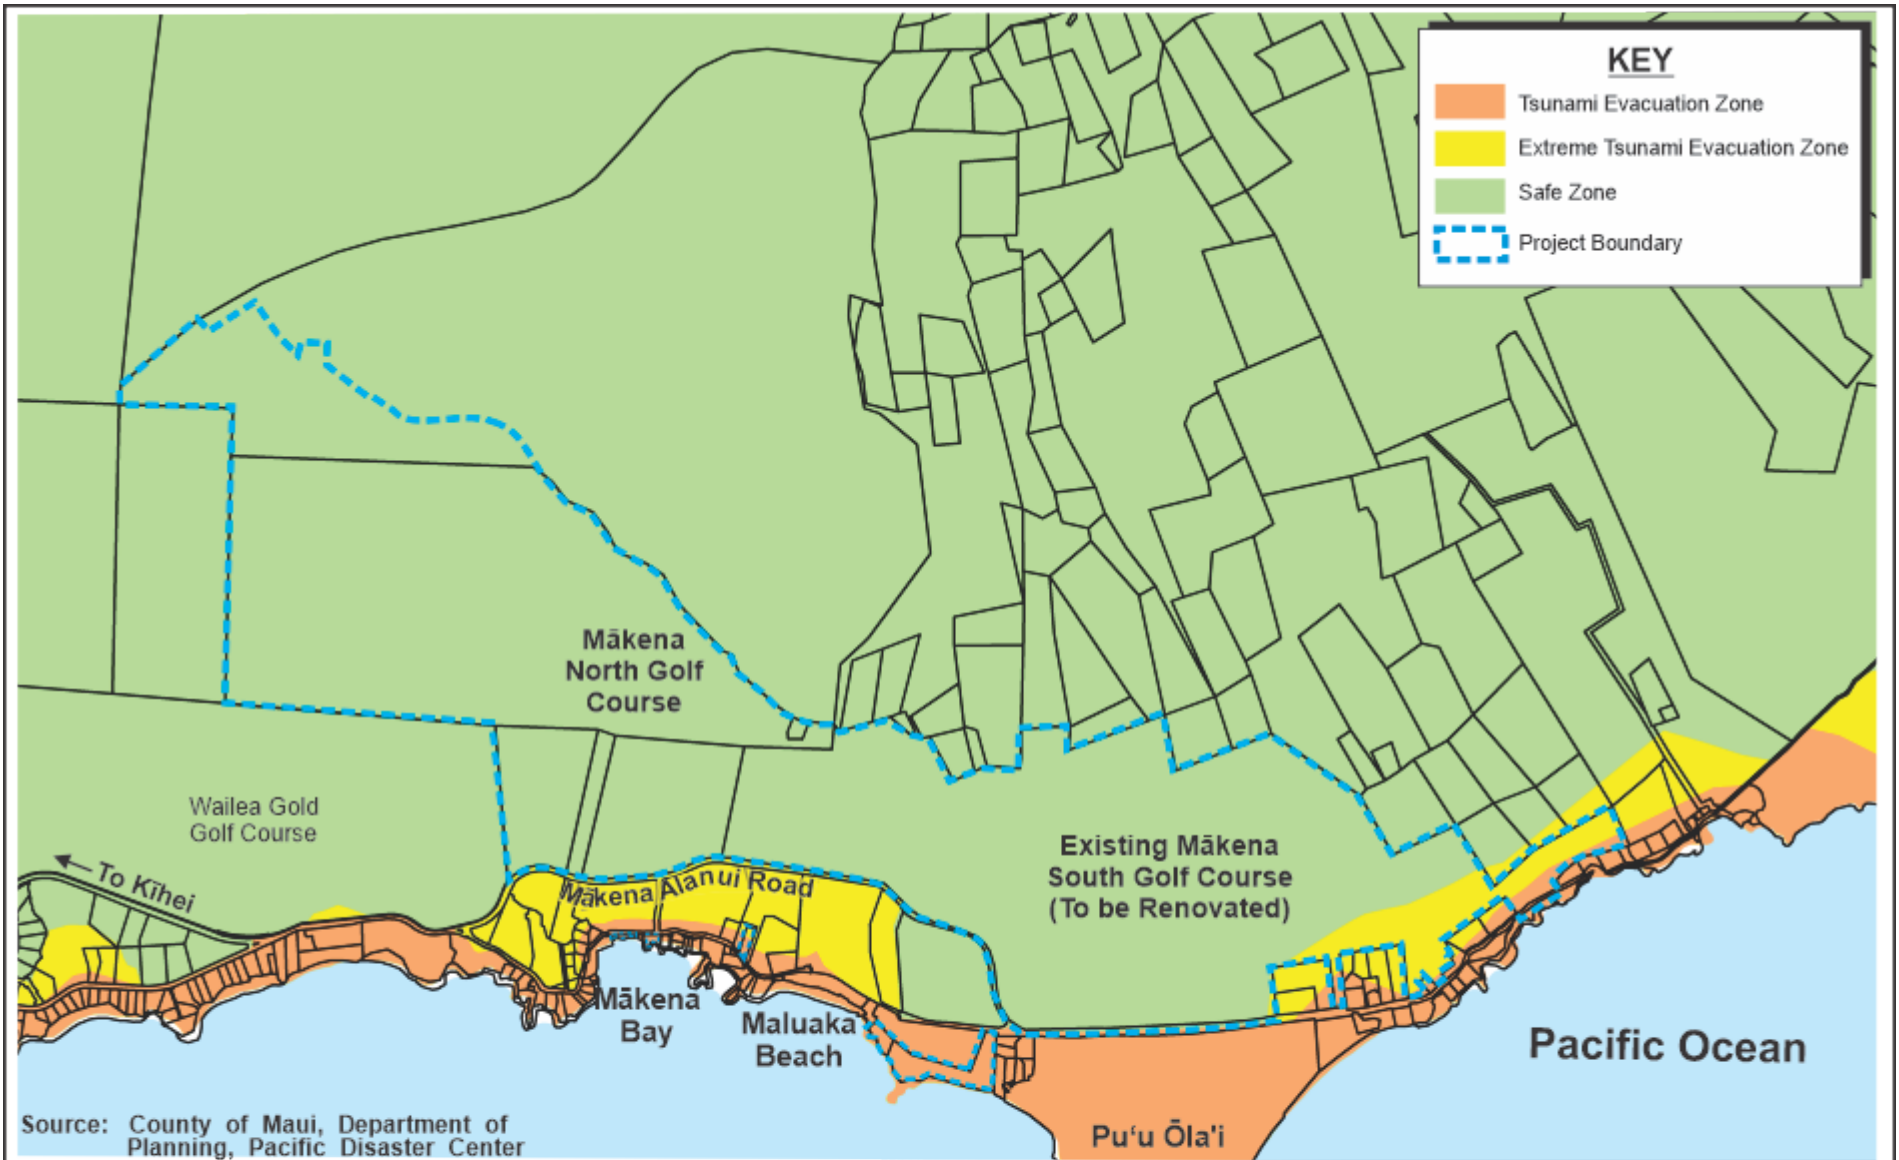 KEY
Tsunami Evacuation Zone
Extreme Tsunami Evacuation Zone
Safe Zone
Project Boundary
Mākena
North Golf
Course
Wailea Gold
Golf Course
To Kīhei
Mākena Alanui Road
Existing Mākena
South Golf Course
(To be Renovated)
Mākena
Bay
Maluaka
Beach
Pacific Ocean
Pu‘u Ōla'i
Source: County of Maui, Department of
Planning, Pacific Disaster Center